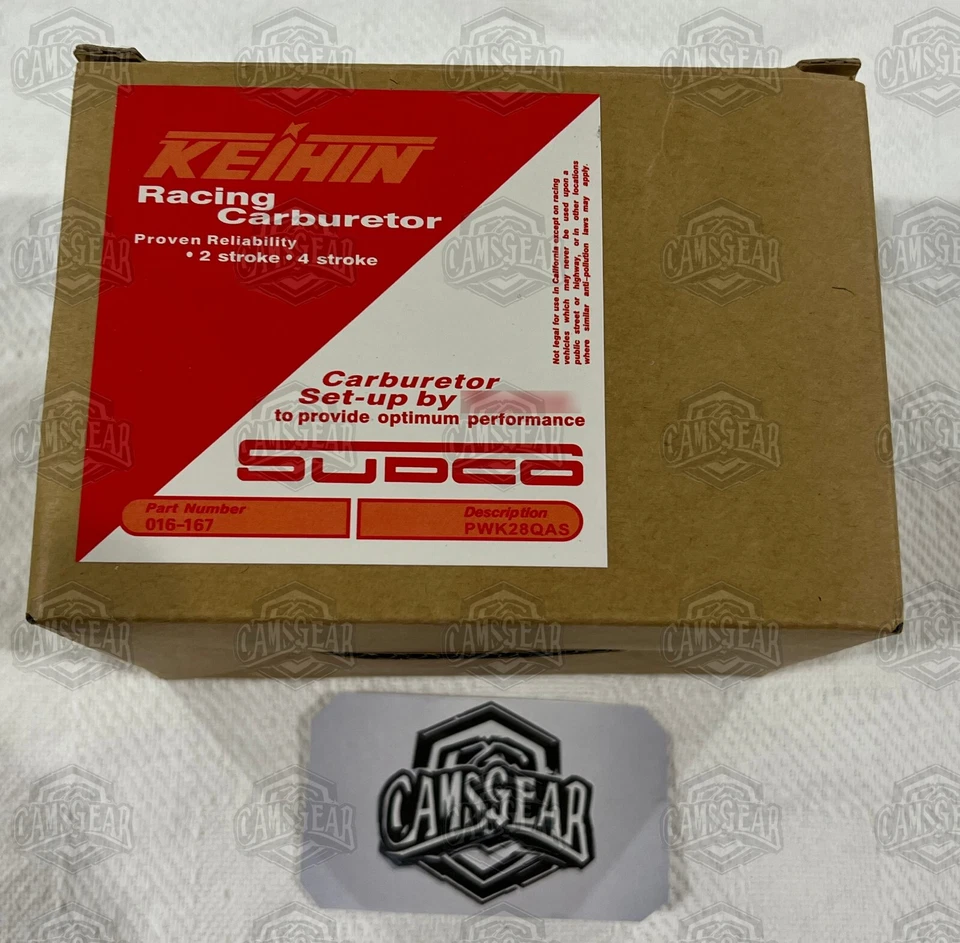 KEIHIN
Racing
Carburetor
Proven Reliability
• 2 stroke • 4 stroke
Not legal for use in California except on racing
vehicles which may never be used upon a
public street or highway, or in other locations
where similar anti-pollution laws may apply.
Carburetor
Set-up by
to provide optimum performance
SUDCO
Part Number
016-167
Description
PWK28QAS
CAMSGEAR